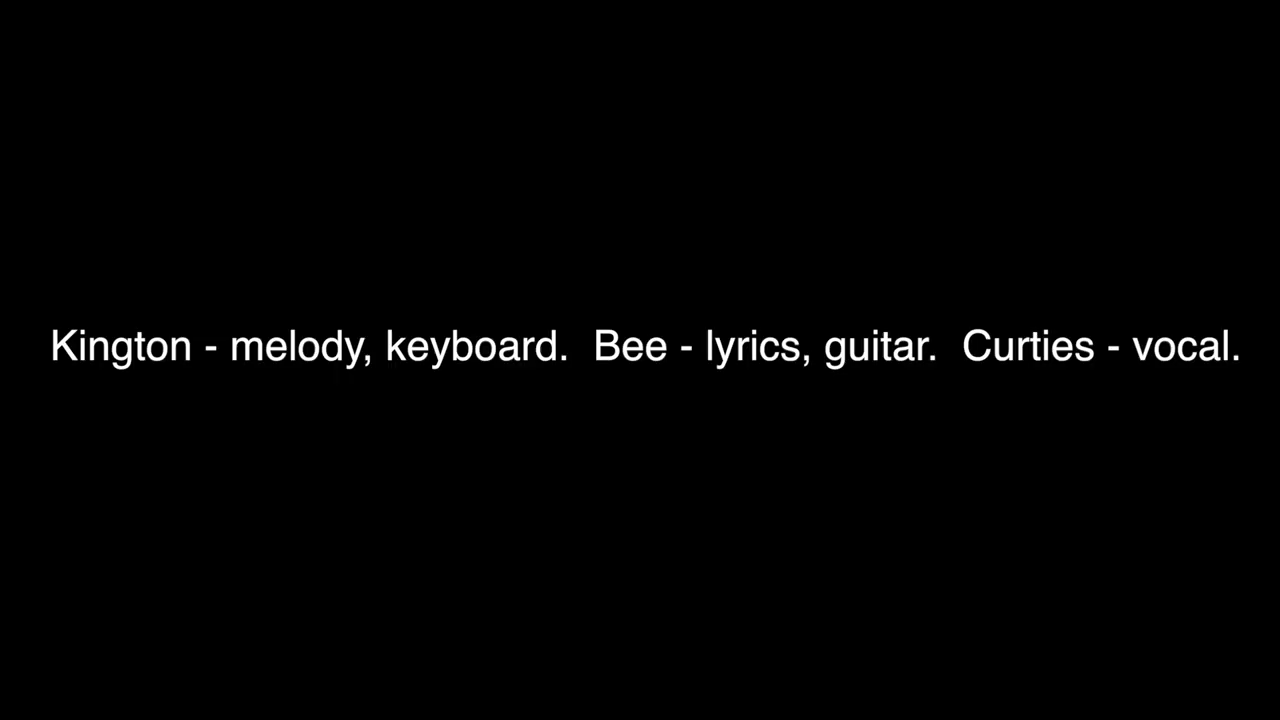 Kington - melody, keyboard.  Bee - lyrics, guitar.  Curties - vocal.